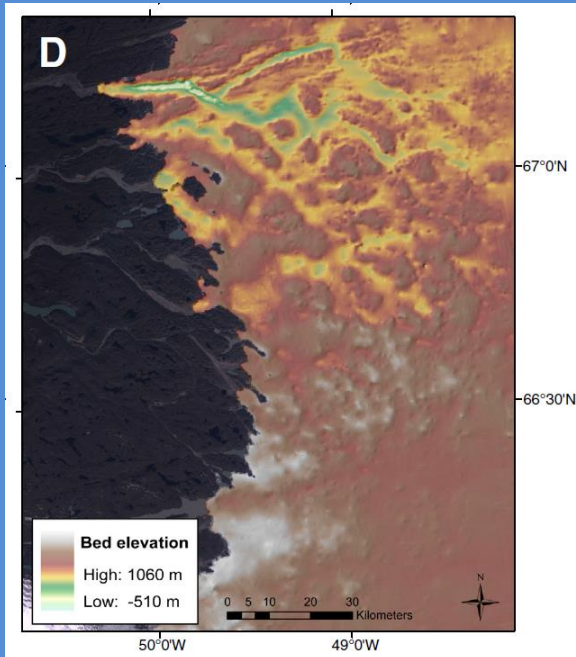 D
67°0'N
66°30'N
Bed elevation
High: 1060 m
Low: -510 m
N
0 5 10 20 30
Kilometers
50°0'W 49°0'W